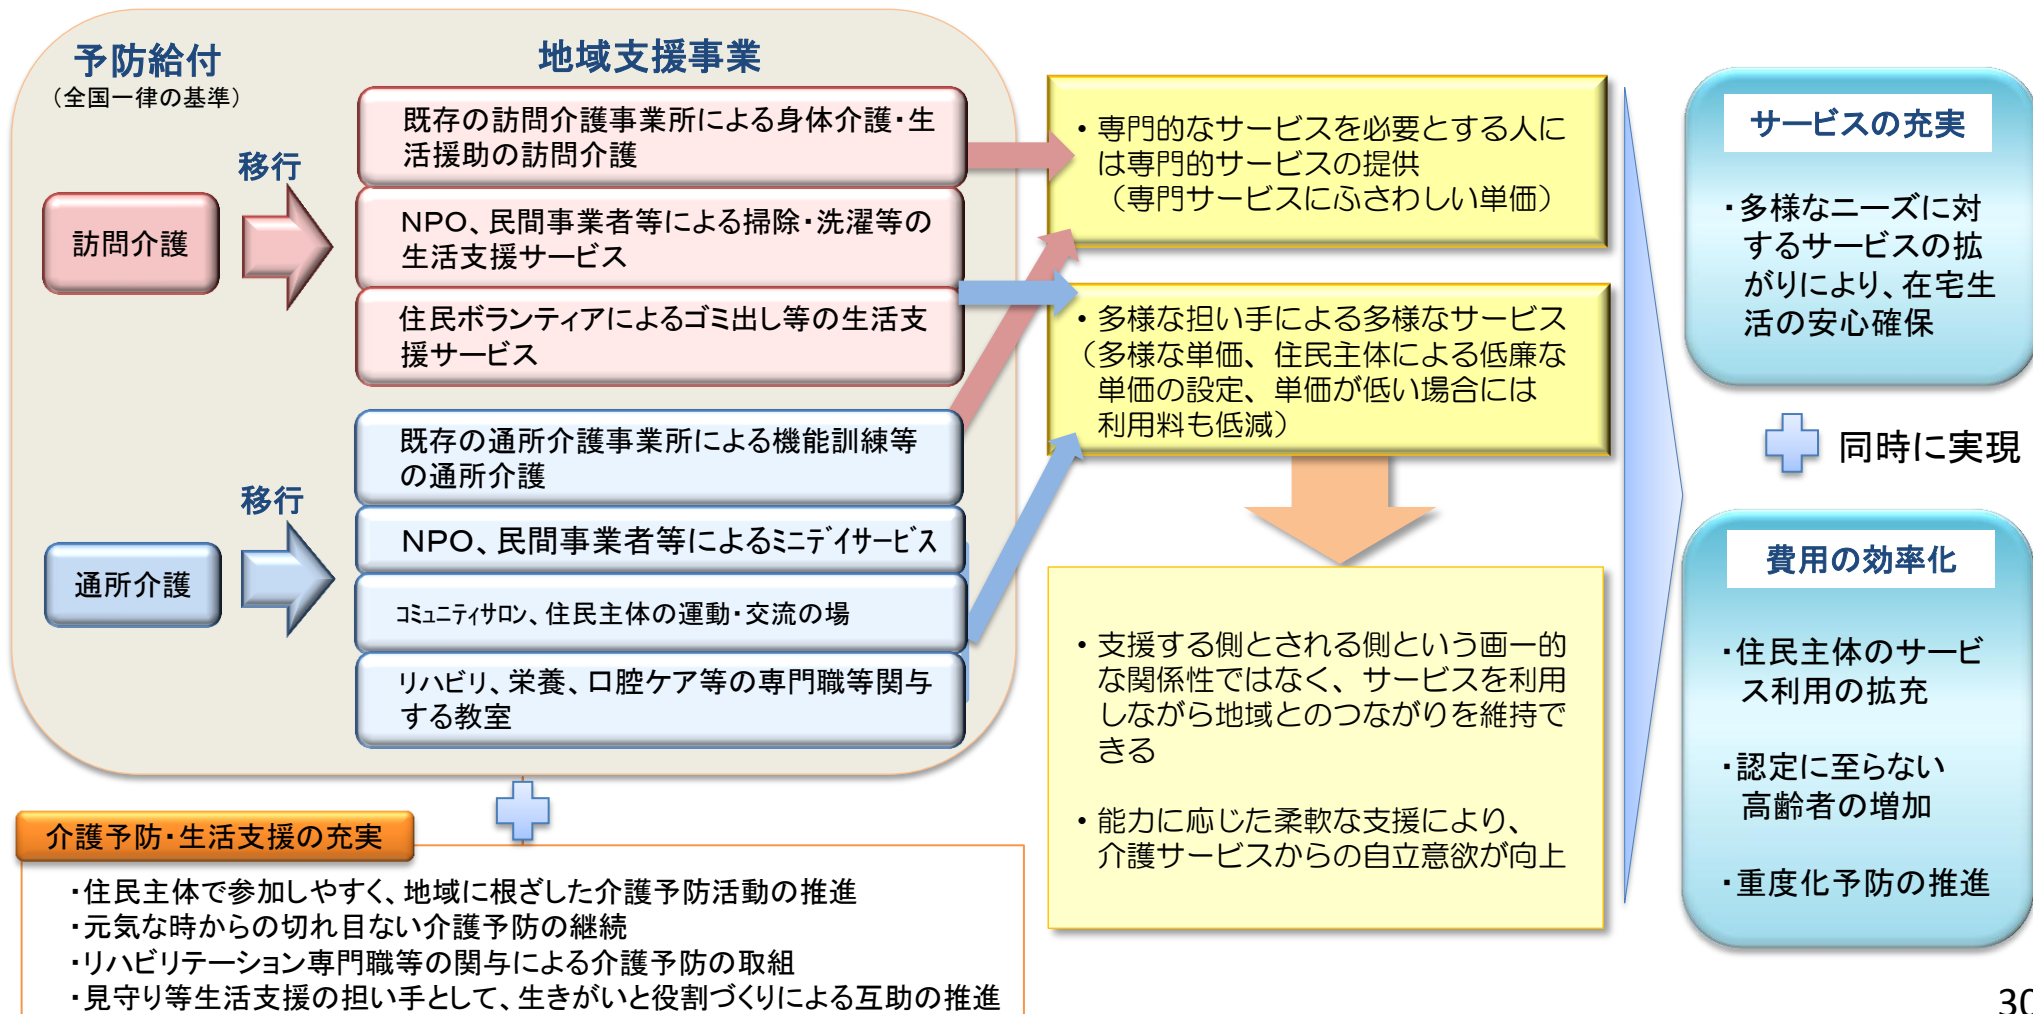 予防給付
（全国一律の基準）
地域支援事業
移行
訪問介護
既存の訪問介護事業所による身体介護・生
活援助の訪問介護
NPO、民間事業者等による掃除・洗濯等の
生活支援サービス
住民ボランティアによるゴミ出し等の生活支
援サービス
移行
通所介護
既存の通所介護事業所による機能訓練等
の通所介護
NPO、民間事業者等によるﾐﾆﾃﾞｲサービス
ｺﾐｭﾆﾃｨサロン、住民主体の運動・交流の場
リハビリ、栄養、口腔ケア等の専門職等関与
する教室
介護予防・生活支援の充実
・住民主体で参加しやすく、地域に根ざした介護予防活動の推進
・元気な時からの切れ目ない介護予防の継続
・リハビリテーション専門職等の関与による介護予防の取組
・見守り等生活支援の担い手として、生きがいと役割づくりによる互助の推進
・専門的なサービスを必要とする人に
は専門的サービスの提供
（専門サービスにふさわしい単価）
・多様な担い手による多様なサービス
（多様な単価、住民主体による低廉な
単価の設定、単価が低い場合には
利用料も低減）
・支援する側とされる側という画一的
な関係性ではなく、サービスを利用
しながら地域とのつながりを維持で
きる
・能力に応じた柔軟な支援により、
介護サービスからの自立意欲が向上
サービスの充実
・多様なニーズに対
するサービスの拡
がりにより、在宅生
活の安心確保
同時に実現
費用の効率化
・住民主体のサービ
ス利用の拡充
・認定に至らない
高齢者の増加
・重度化予防の推進
30